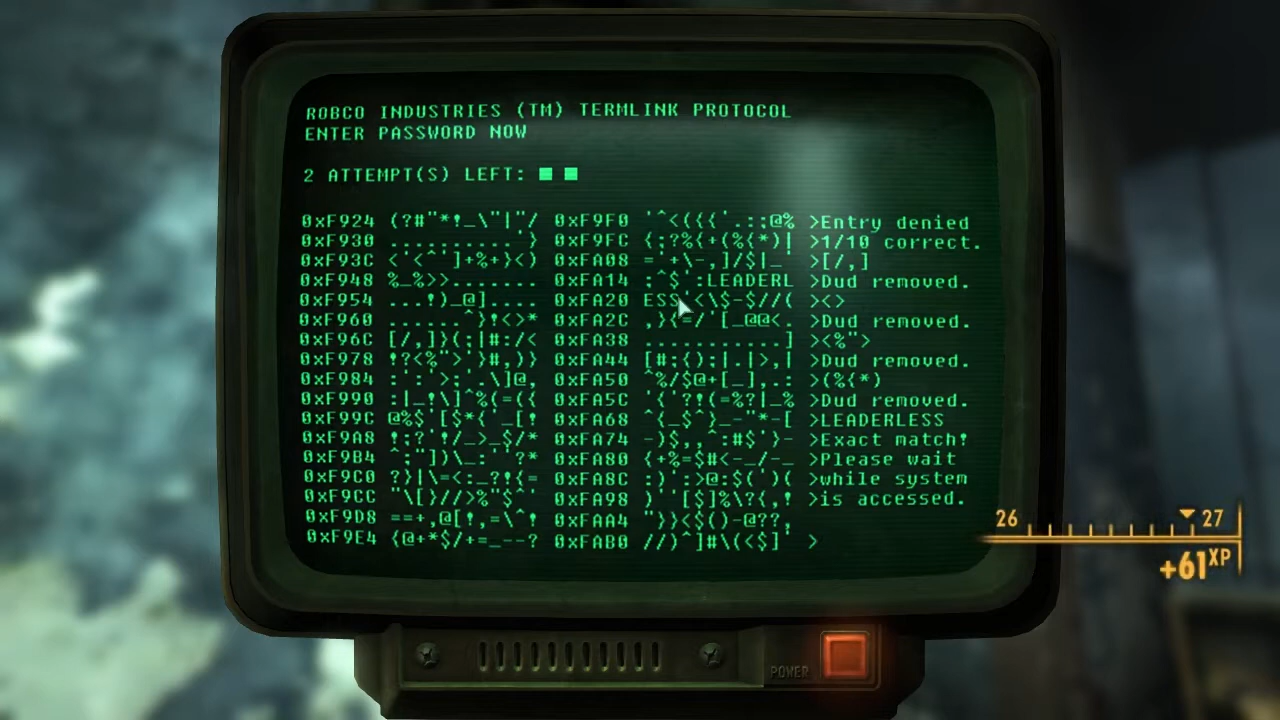 ROBCO INDUSTRIES (TM) TERMLINK PROTOCOL
ENTER PASSWORD NOW
2 ATTEMPT(S) LEFT: ■ ■
0xF924 (?#"*!_\"|"/ 0xF9F0 '^<({{'.:;@% >Entry denied
0xF930 ..........'} 0xF9FC {;?%{+(%{*)| >1/10 correct.
0xF93C <'<^']+%+}<) 0xFA08 ='+\-,]/$|_' >[/,]
0xF948 %_%>>....... 0xFA14 ;^$':LEADERL >Dud removed.
0xF954 ...!)_@].... 0xFA20 ESS <\$-$//( ><>
0xF960 ......^}!<>* 0xFA2C ,}{=/'[_@@<. >Dud removed.
0xF96C [/,]}(;|#:/< 0xFA38 ...........] ><%">
0xF978 !?<%">'}#,)} 0xFA44 [#;{);|.|>,| >Dud removed.
0xF984 :':'>;'.\]@, 0xFA50 ^%/$@+[_],.: >(%{*)
0xF990 :|_!\]^%(=({ 0xFA5C '{'?!(=%?|_% >Dud removed.
0xF99C @%$'[$*{'_[! 0xFA68 ^{_$^}_-"*-[ >LEADERLESS
0xF9A8 !;?'!/_>_$/* 0xFA74 -)$,,^:#$'}- >Exact match!
0xF9B4 ^;"])\_:''?* 0xFA80 {+%=$#<-_/-_ >Please wait
0xF9C0 ?}|\=<:_?!{= 0xFA8C :)':>@:$(')( >while system
0xF9CC "\[}//>%"$^' 0xFA98 )''[$]%\?{,! >is accessed.
0xF9D8 ==+,@[!,=\^! 0xFAA4 "}}<$()-@??,
0xF9E4 {@+*$/+=_--? 0xFAB0 //)^]#\(<$]' >
26 27
+61XP
POWER